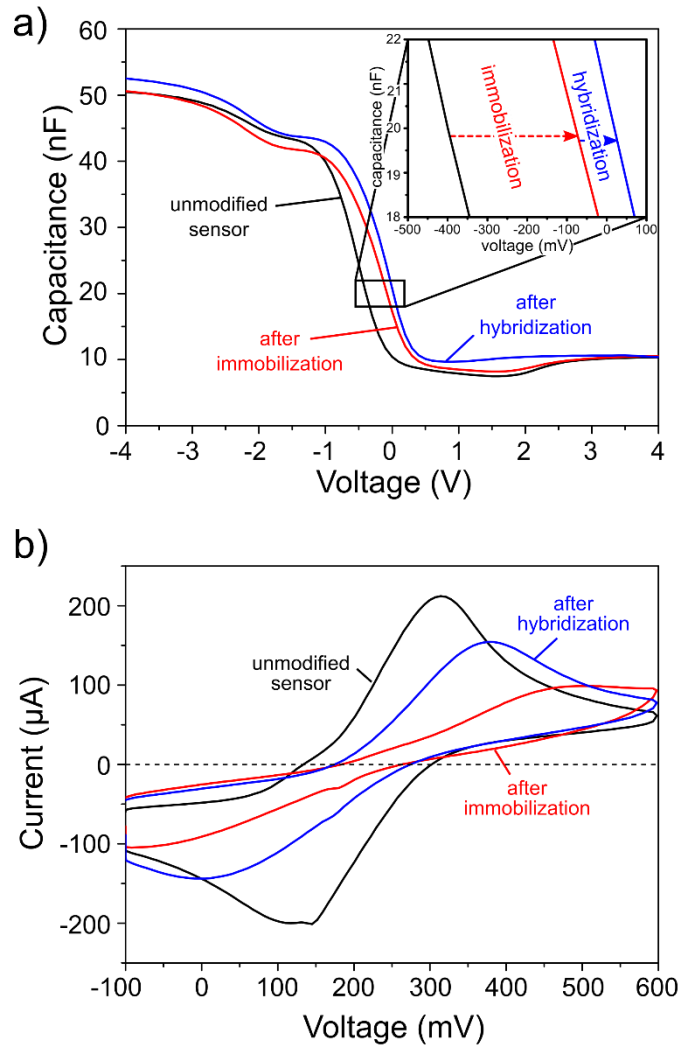 a)
60
50
40
30
20
10
0
Capacitance (nF)
-4
-3
-2
-1
0
1
2
3
4
Voltage (V)
unmodified
sensor
after
immobilization
after
hybridization
22
21
20
19
18
capacitance (nF)
-500
-400
-300
-200
-100
0
100
voltage (mV)
immobilization
hybridization
b)
200
100
0
-100
-200
Current (µA)
-100
0
100
200
300
400
500
600
Voltage (mV)
unmodified
sensor
after
hybridization
after
immobilization